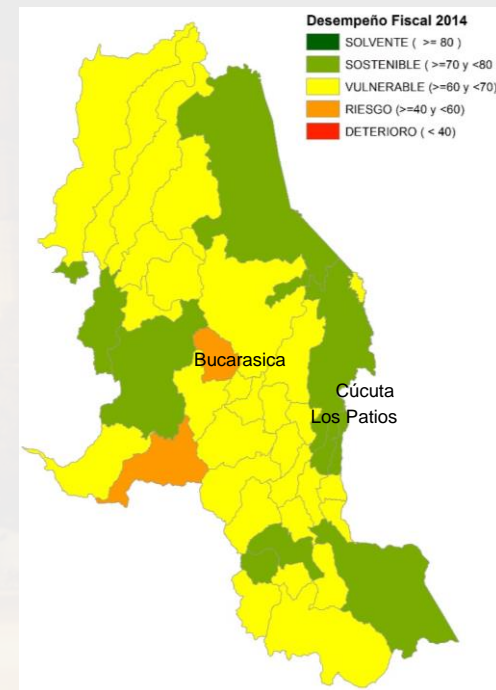 Desempeño Fiscal 2014
SOLVENTE ( >= 80 )
SOSTENIBLE (>=70 y <80
VULNERABLE (>=60 y <70)
RIESGO (>=40 y <60)
DETERIORO ( < 40)
Bucarasica
Cúcuta
Los Patios